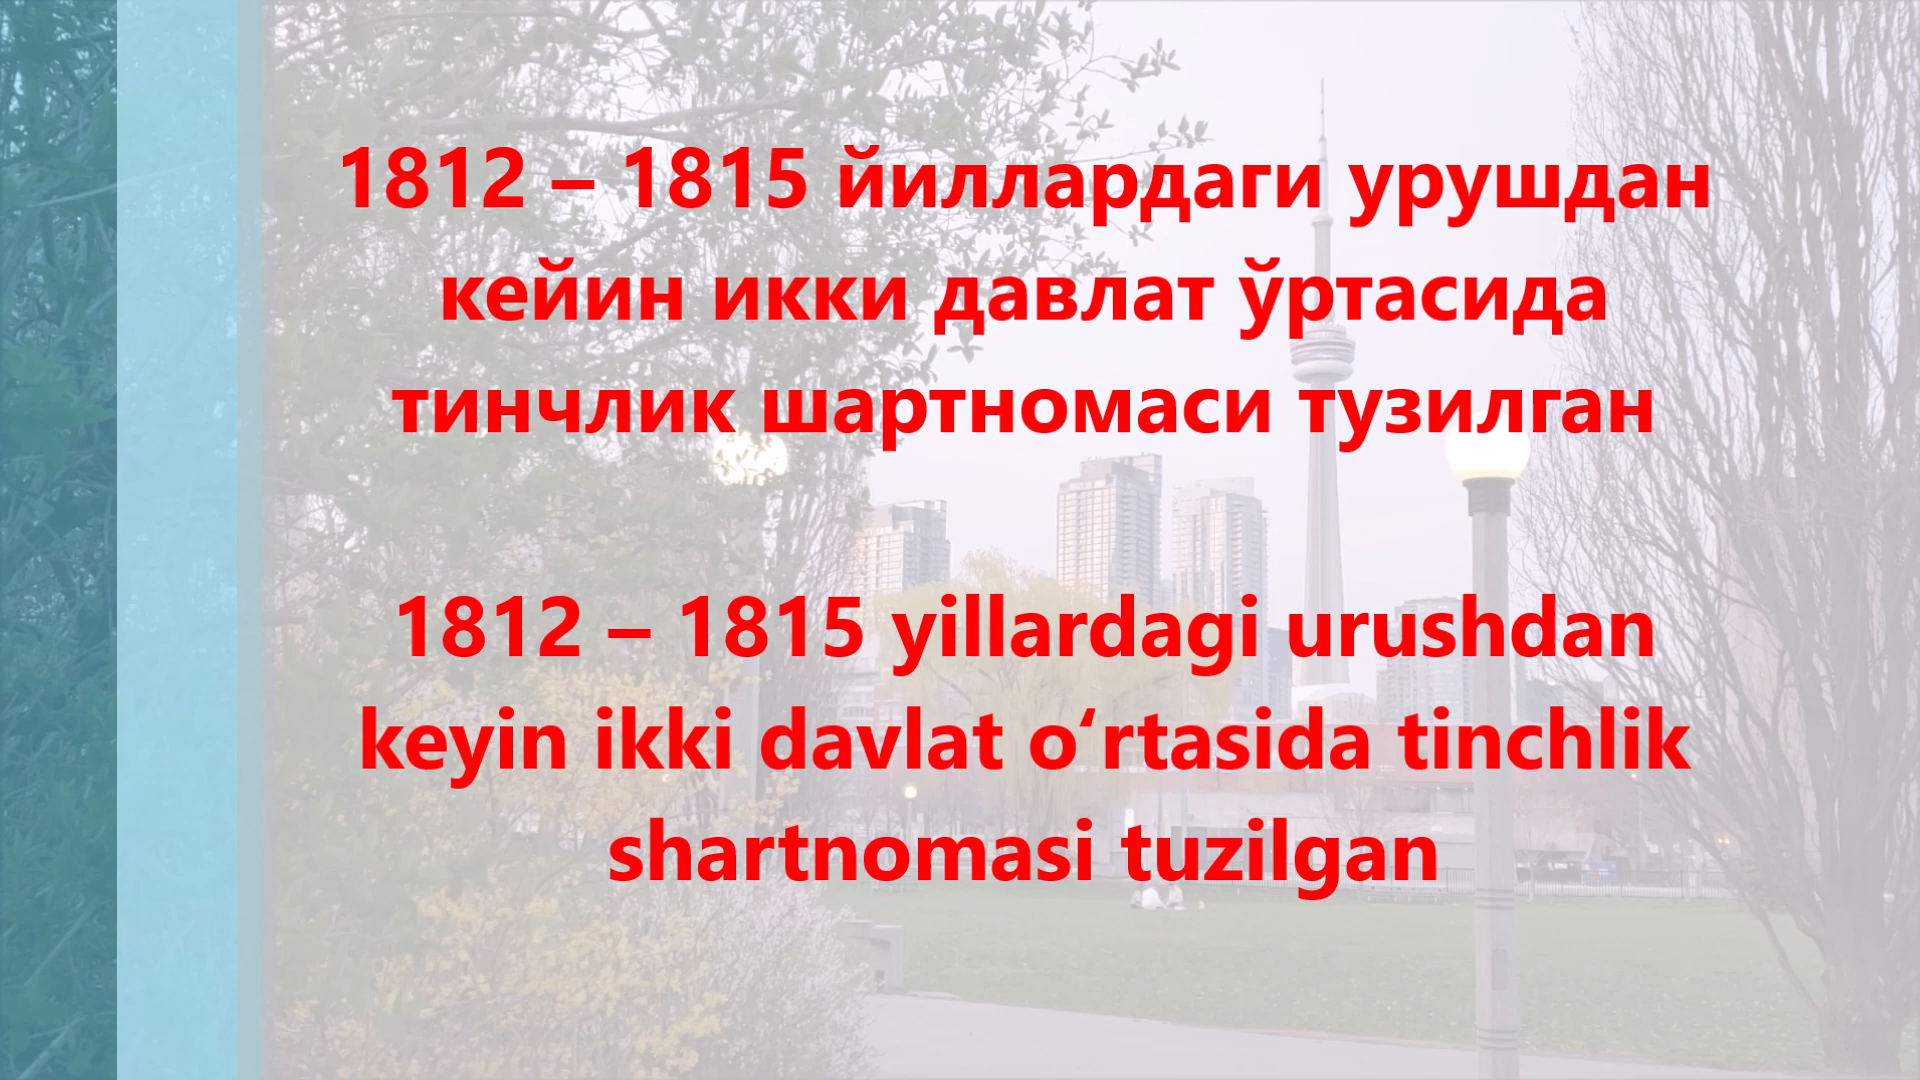 1812 – 1815 йиллардаги урушдан
кейин икки давлат ўртасида
тинчлик шартномаси тузилган
1812 – 1815 yillardagi urushdan
keyin ikki davlat o‘rtasida tinchlik
shartnomasi tuzilgan